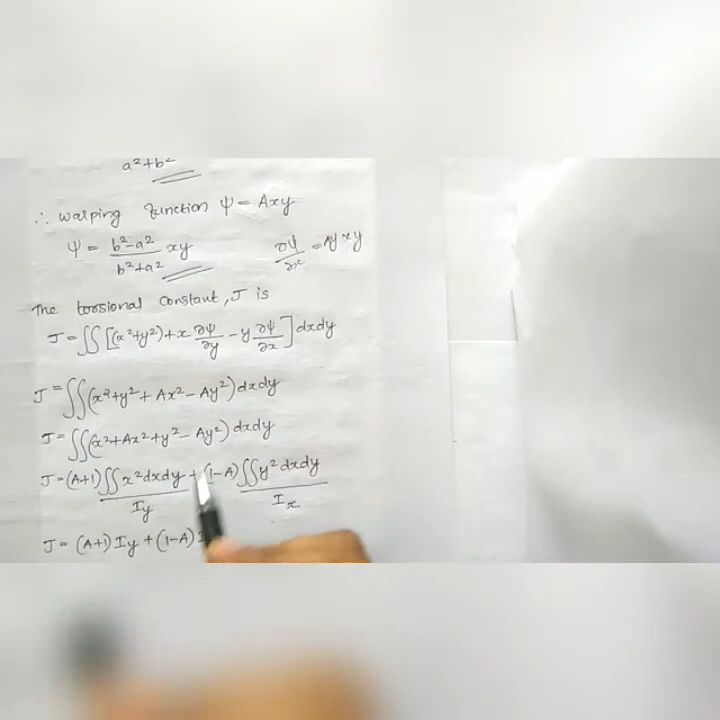 a²+b²
∴ warping function ψ = Axy
ψ = (b²-a²)/(b²+a²) xy
∂ψ/∂x = Ay
The torsional constant, J is
J = ∬[(x²+y²)+x ∂ψ/∂y - y ∂ψ/∂x]dxdy
J = ∬(x²+y²+Ax²-Ay²)dxdy
J = ∬(x²+Ax²+y²-Ay²)dxdy
J = (A+1)∬x²dxdy + (1-A)∬y²dxdy
Iy Ix
J = (A+1)Iy + (1-A)